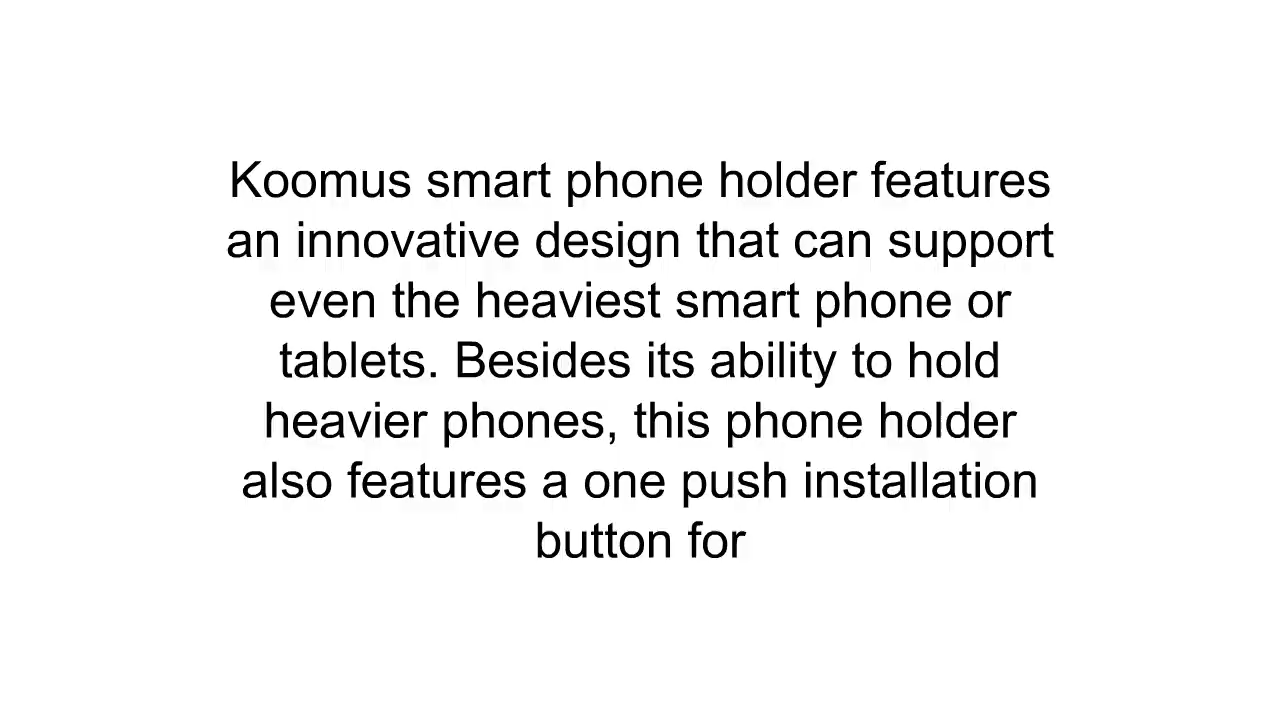 Koomus smart phone holder features
an innovative design that can support
even the heaviest smart phone or
tablets. Besides its ability to hold
heavier phones, this phone holder
also features a one push installation
button for